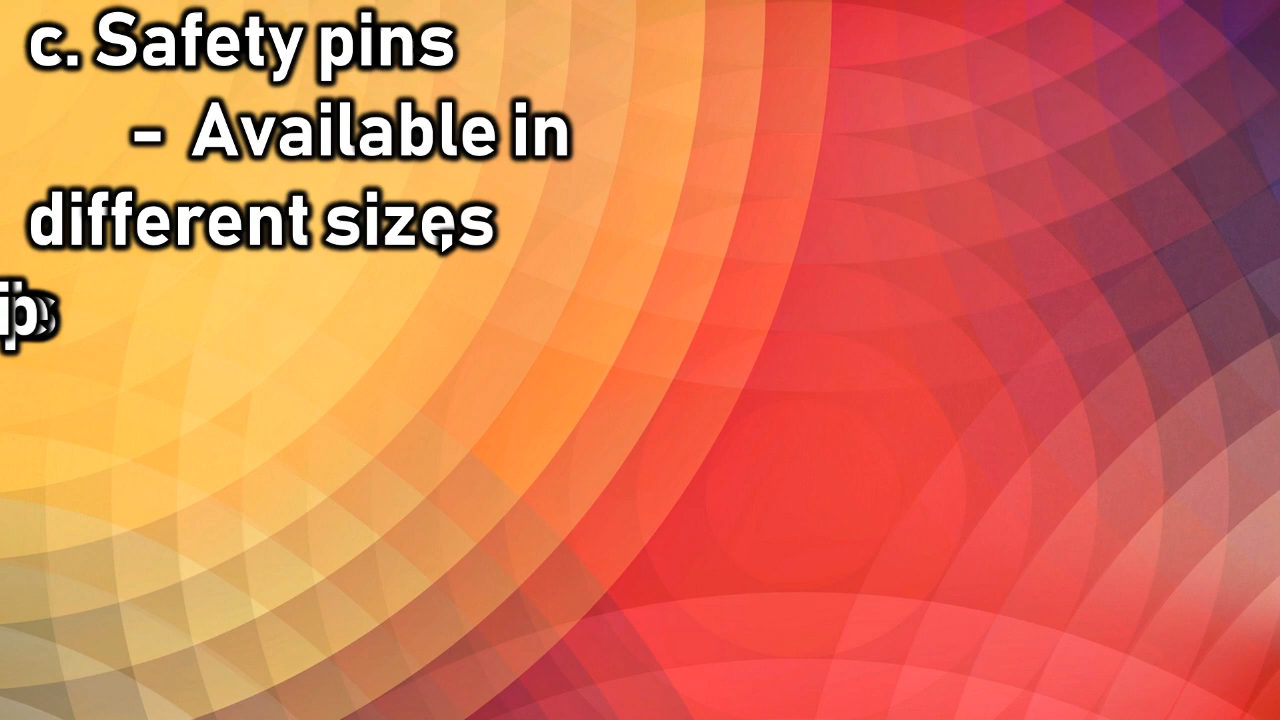 c. Safety pins
- Available in
different sizes